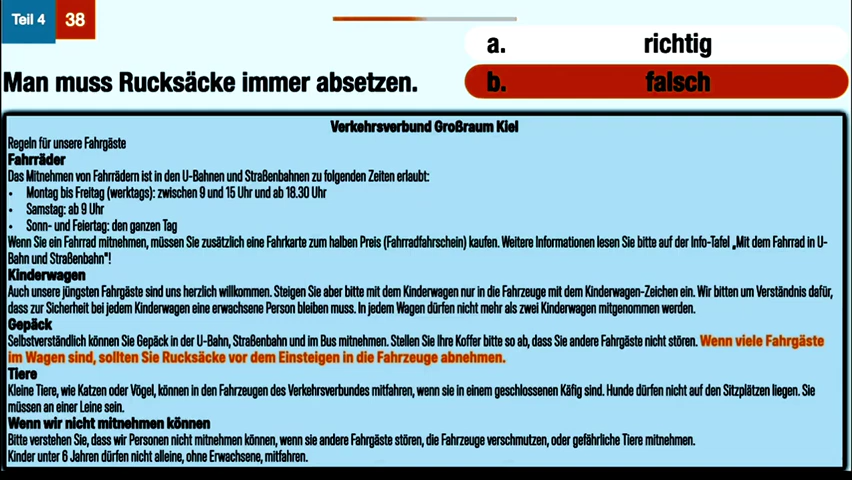 Teil 4
38
a. richtig
Man muss Rucksäcke immer absetzen.
b. falsch
Verkehrsverbund Großraum Kiel
Regeln für unsere Fahrgäste
Fahrräder
Das Mitnehmen von Fahrrädern ist in den U-Bahnen und Straßenbahnen zu folgenden Zeiten erlaubt:
• Montag bis Freitag (werktags): zwischen 9 und 15 Uhr und ab 18.30 Uhr
• Samstag: ab 9 Uhr
• Sonn- und Feiertag: den ganzen Tag
Wenn Sie ein Fahrrad mitnehmen, müssen Sie zusätzlich eine Fahrkarte zum halben Preis (Fahrradfahrschein) kaufen. Weitere Informationen lesen Sie bitte auf der Info-Tafel „Mit dem Fahrrad in U-
Bahn und Straßenbahn"!
Kinderwagen
Auch unsere jüngsten Fahrgäste sind uns herzlich willkommen. Steigen Sie aber bitte mit dem Kinderwagen nur in die Fahrzeuge mit dem Kinderwagen-Zeichen ein. Wir bitten um Verständnis dafür,
dass zur Sicherheit bei jedem Kinderwagen eine erwachsene Person bleiben muss. In jedem Wagen dürfen nicht mehr als zwei Kinderwagen mitgenommen werden.
Gepäck
Selbstverständlich können Sie Gepäck in der U-Bahn, Straßenbahn und im Bus mitnehmen. Stellen Sie Ihre Koffer bitte so ab, dass Sie andere Fahrgäste nicht stören. Wenn viele Fahrgäste
im Wagen sind, sollten Sie Rucksäcke vor dem Einsteigen in die Fahrzeuge abnehmen.
Tiere
Kleine Tiere, wie Katzen oder Vögel, können in den Fahrzeugen des Verkehrsverbundes mitfahren, wenn sie in einem geschlossenen Käfig sind. Hunde dürfen nicht auf den Sitzplätzen liegen. Sie
müssen an einer Leine sein.
Wenn wir nicht mitnehmen können
Bitte verstehen Sie, dass wir Personen nicht mitnehmen können, wenn sie andere Fahrgäste stören, die Fahrzeuge verschmutzen, oder gefährliche Tiere mitnehmen.
Kinder unter 6 Jahren dürfen nicht alleine, ohne Erwachsene, mitfahren.